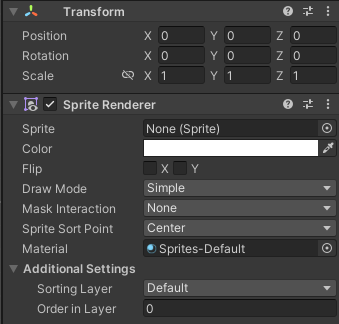 Transform
Position X 0 Y 0 Z 0
Rotation X 0 Y 0 Z 0
Scale X 1 Y 1 Z 1
Sprite Renderer
Sprite None (Sprite)
Color
Flip X Y
Draw Mode Simple
Mask Interaction None
Sprite Sort Point Center
Material Sprites-Default
Additional Settings
Sorting Layer Default
Order in Layer 0